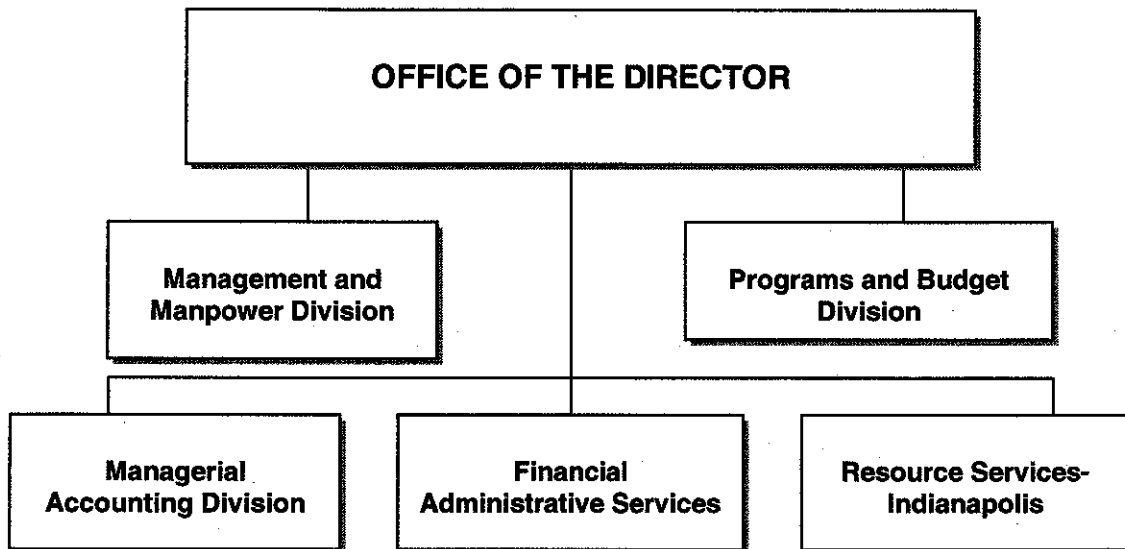 OFFICE OF THE DIRECTOR
Management and
Manpower Division
Programs and Budget
Division
Managerial
Accounting Division
Financial
Administrative Services
Resource Services-
Indianapolis